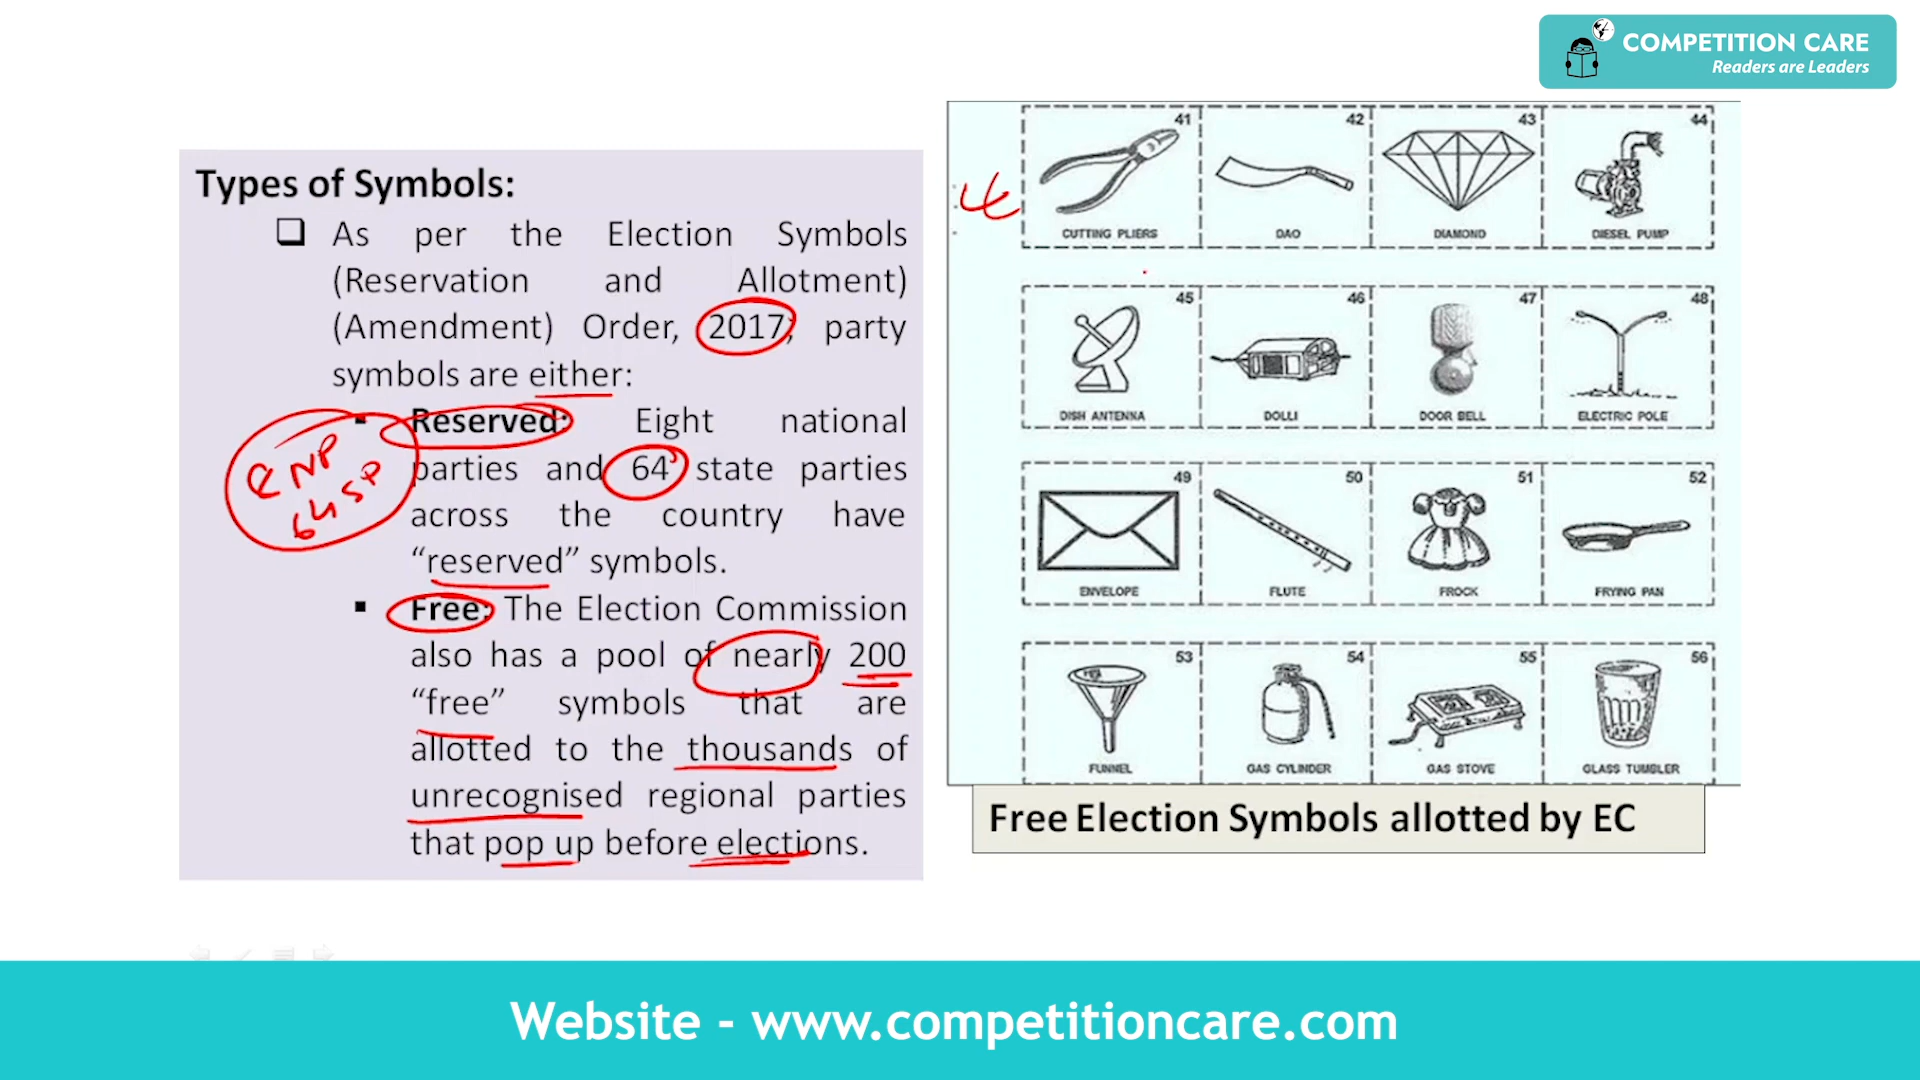 COMPETITION CARE
Readers are Leaders
Types of Symbols:
As per the Election Symbols
(Reservation and Allotment)
(Amendment) Order, 2017; party
symbols are either:
Reserved: Eight national
parties and 64 state parties
across the country have
“reserved” symbols.
Free: The Election Commission
also has a pool of nearly 200
“free” symbols that are
allotted to the thousands of
unrecognised regional parties
that pop up before elections.
NP
64 SP
41 42 43 44
CUTTING PLIERS DAO DIAMOND DIESEL PUMP
45 46 47 48
DISH ANTENNA DOLLI DOOR BELL ELECTRIC POLE
49 50 51 52
ENVELOPE FLUTE FROCK FRYING PAN
53 54 55 56
FUNNEL GAS CYLINDER GAS STOVE GLASS TUMBLER
Free Election Symbols allotted by EC
Website - www.competitioncare.com